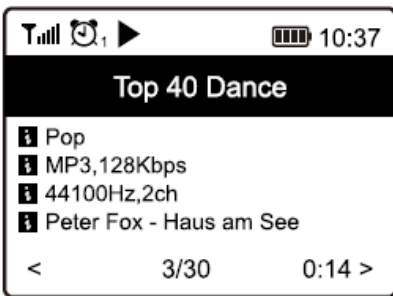 1 10:37
Top 40 Dance
i Pop
i MP3,128Kbps
i 44100Hz,2ch
i Peter Fox - Haus am See
< 3/30 0:14 >